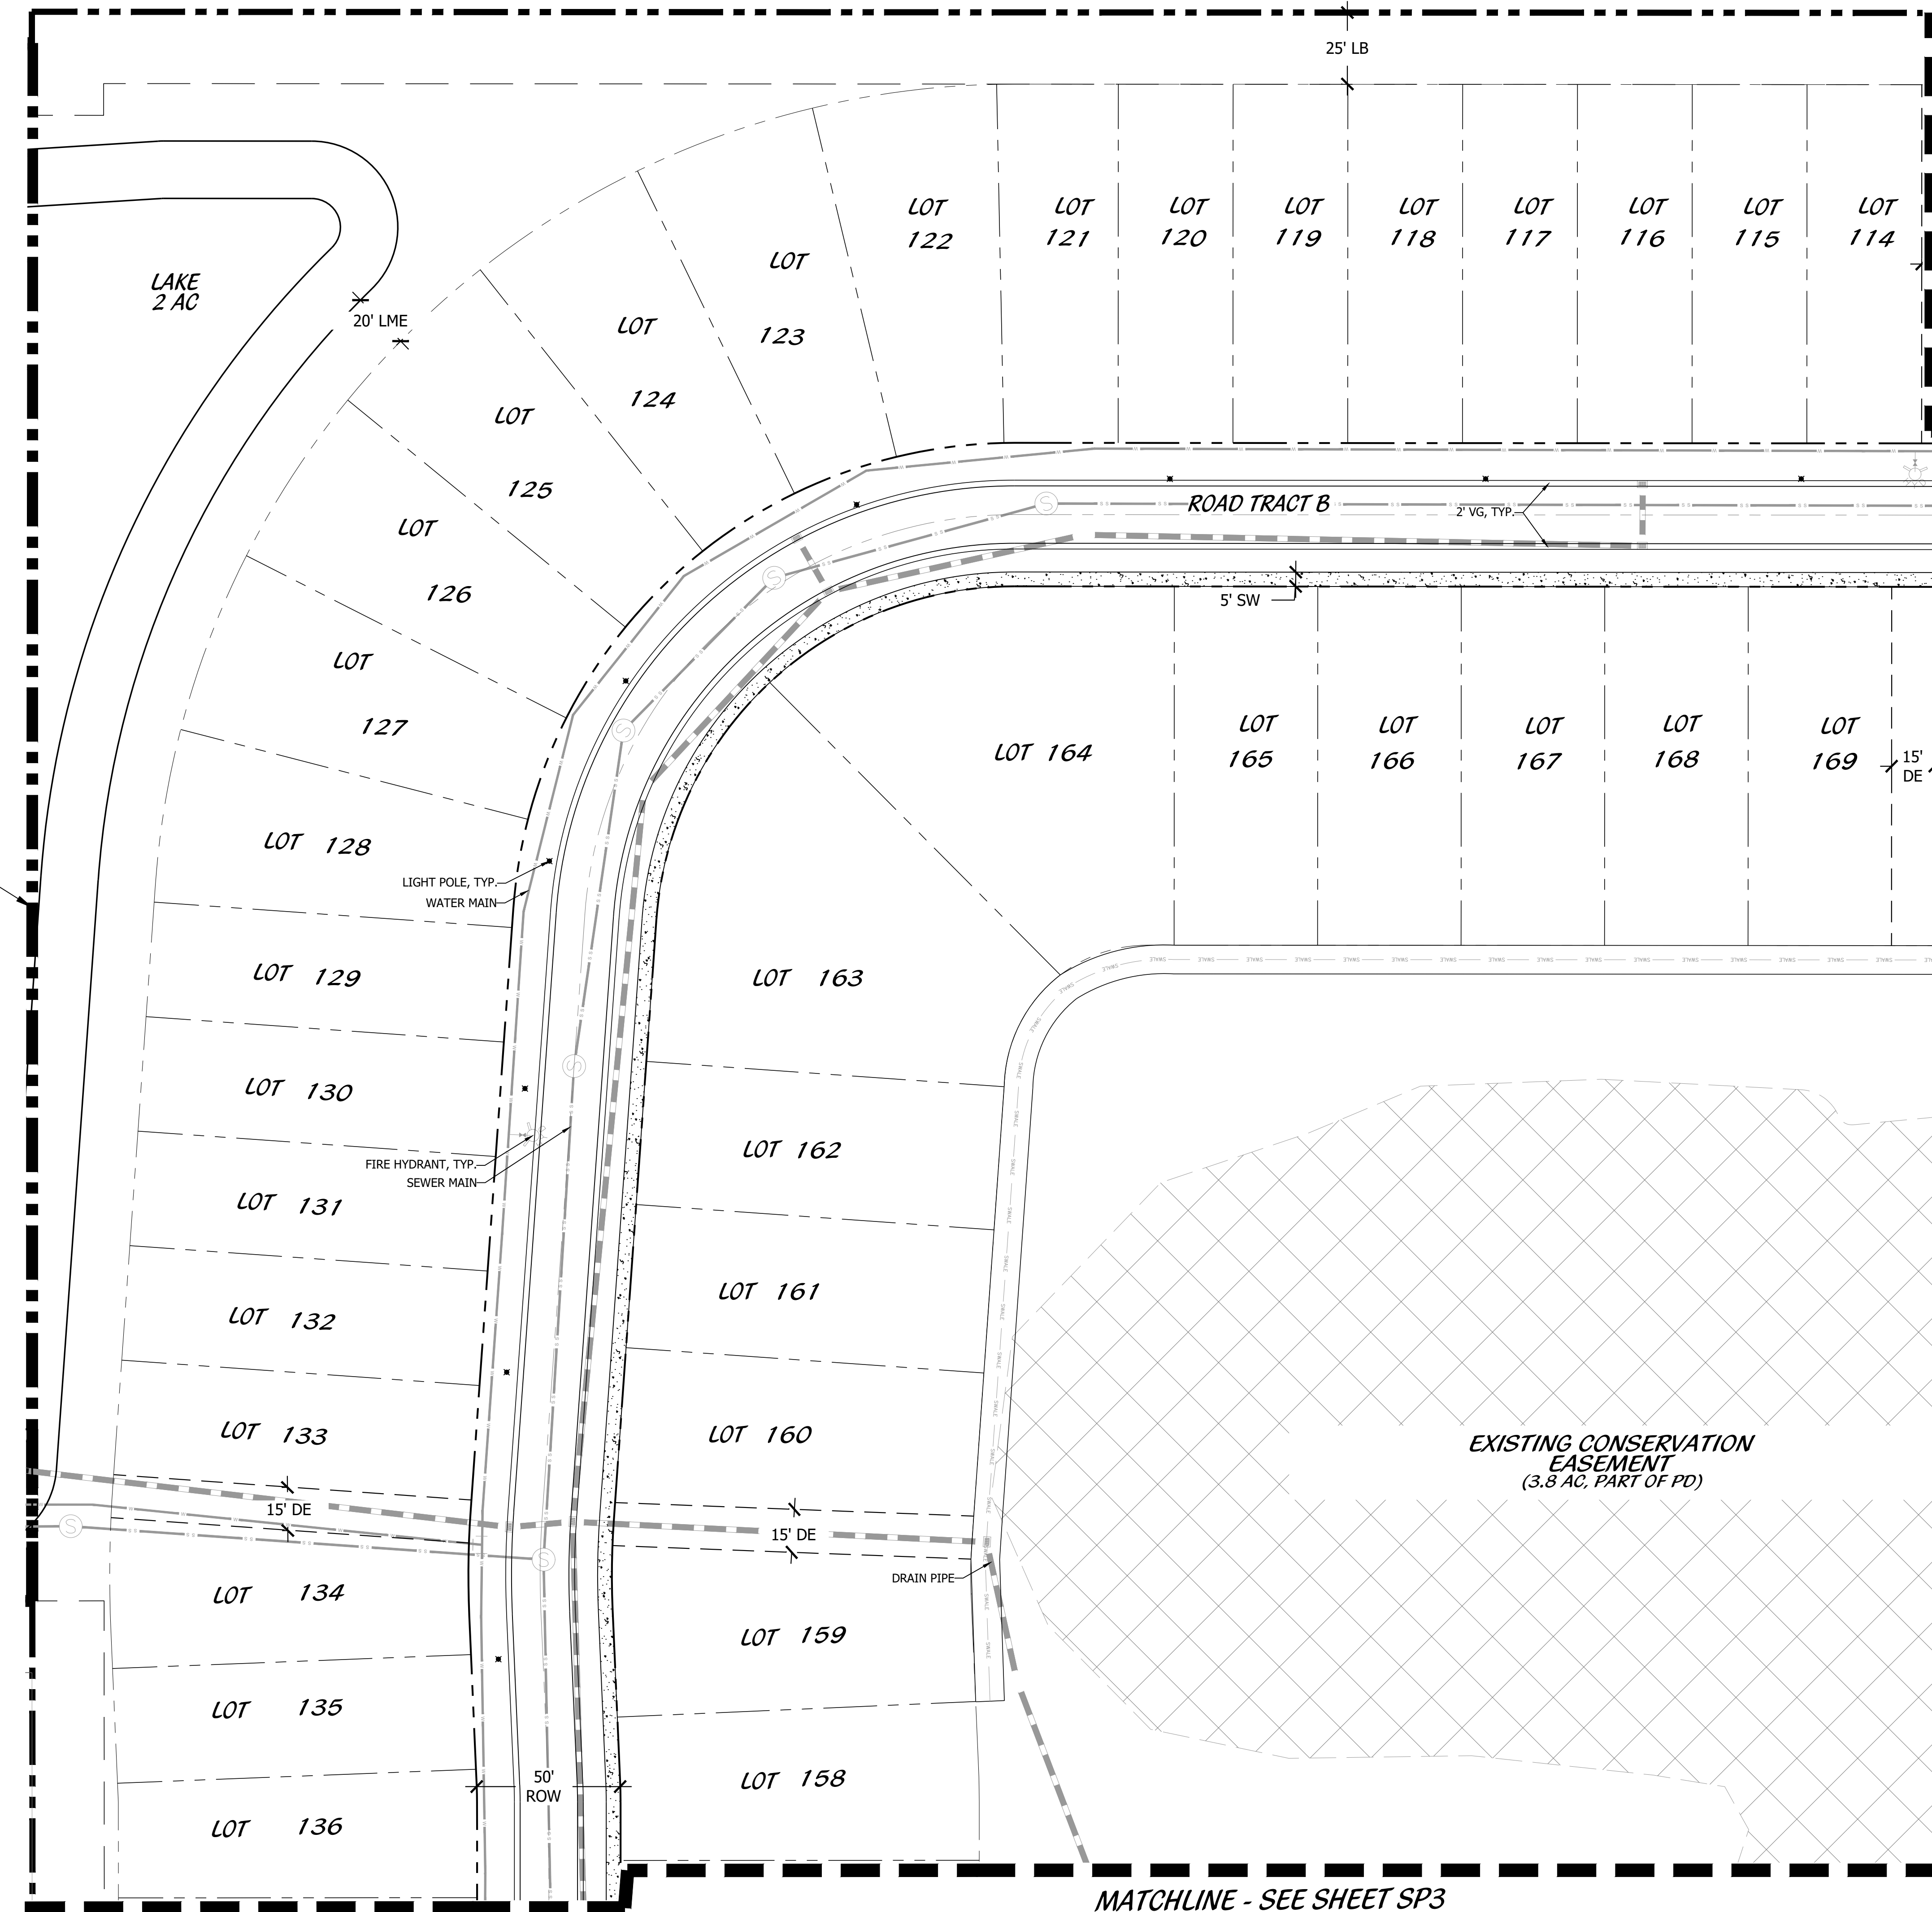 25' LB
LOT
122
LOT
121
LOT
120
LOT
119
LOT
118
LOT
117
LOT
116
LOT
115
LOT
114
LAKE
2 AC
20' LME
LOT
123
LOT
124
LOT
125
LOT
126
LOT
127
ROAD TRACT B
2' VG, TYP.
5' SW
LOT 164
LOT
165
LOT
166
LOT
167
LOT
168
LOT
169
15'
DE
LOT 128
LIGHT POLE, TYP.
WATER MAIN
LOT 129
LOT 163
LOT 130
LOT 162
FIRE HYDRANT, TYP.
SEWER MAIN
LOT 131
LOT 161
LOT 132
LOT 133
LOT 160
EXISTING CONSERVATION
EASEMENT
(3.8 AC, PART OF PD)
15' DE
15' DE
DRAIN PIPE
LOT 134
LOT 159
LOT 135
LOT 158
50'
ROW
LOT 136
MATCHLINE - SEE SHEET SP3
SWALE